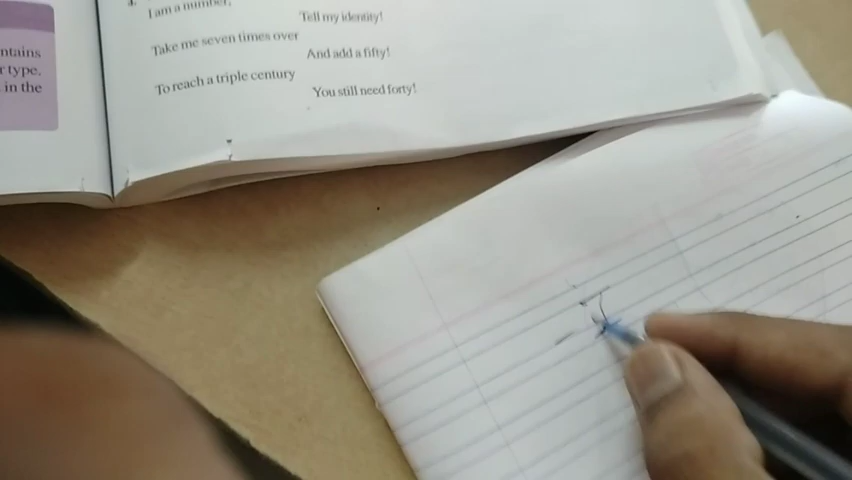 ntains
r type.
in the
I am a number,
Tell my identity!
Take me seven times over
And add a fifty!
To reach a triple century
You still need forty!